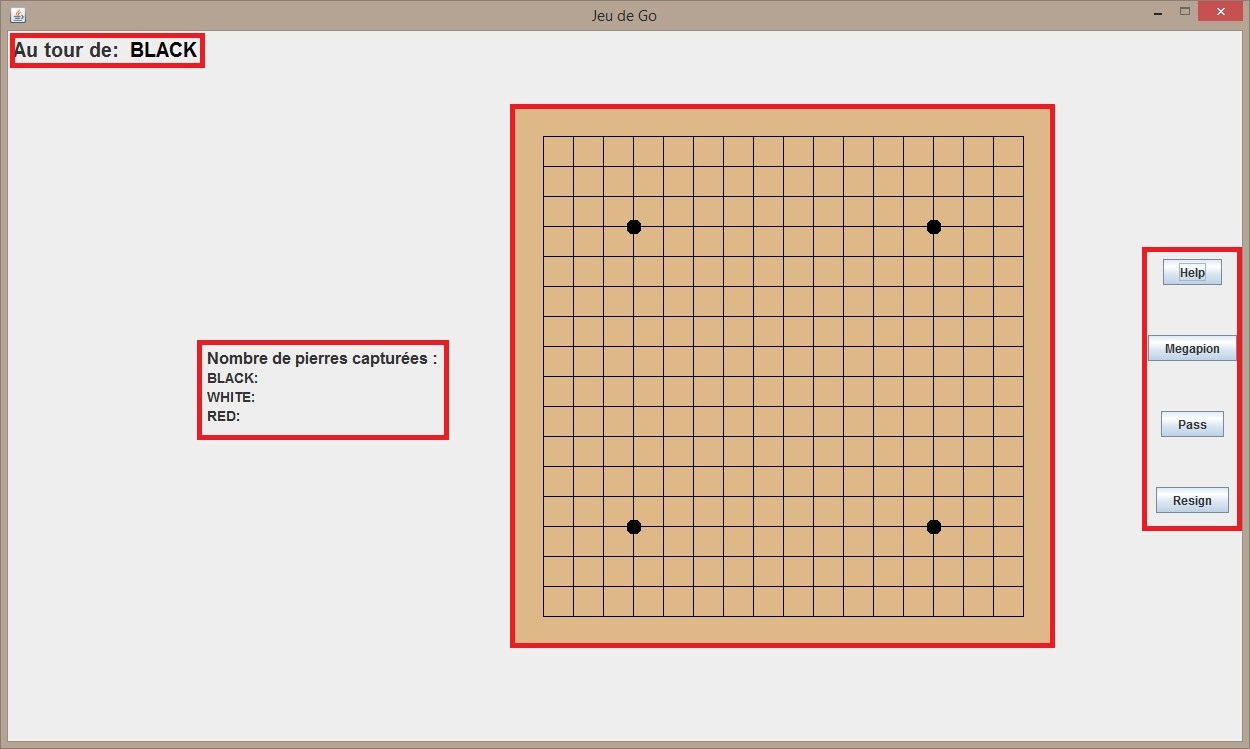 Jeu de Go
Au tour de: BLACK
Nombre de pierres capturées :
BLACK:
WHITE:
RED:
Help
Megapion
Pass
Resign